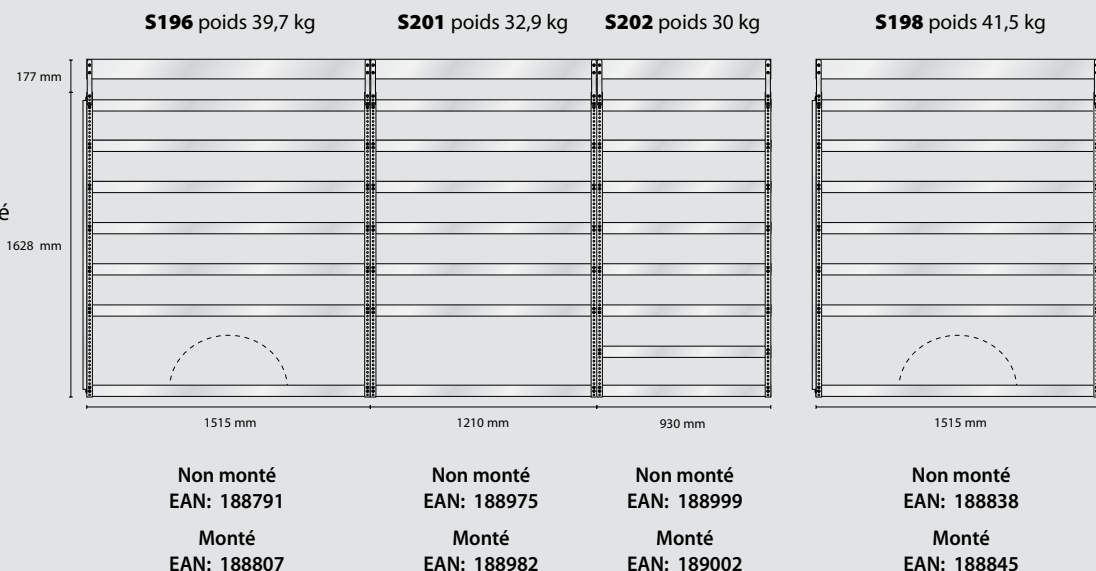 S196 poids 39,7 kg
S201 poids 32,9 kg
S202 poids 30 kg
S198 poids 41,5 kg
177 mm
é
1628 mm
1515 mm
1210 mm
930 mm
1515 mm
Non monté
EAN: 188791
Monté
EAN: 188807
Non monté
EAN: 188975
Monté
EAN: 188982
Non monté
EAN: 188999
Monté
EAN: 189002
Non monté
EAN: 188838
Monté
EAN: 188845